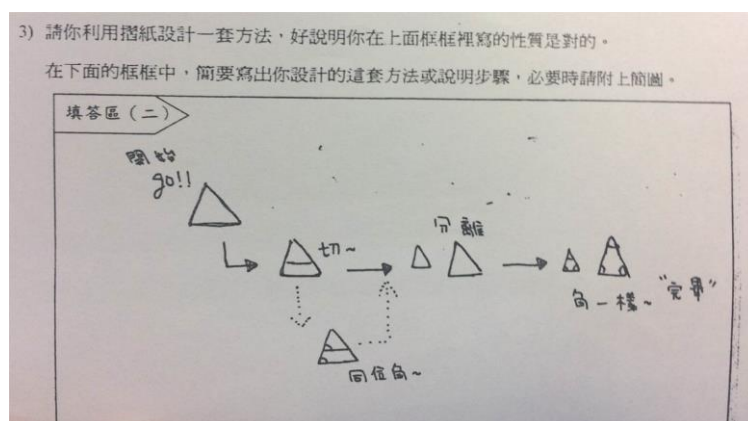 3) 請你利用摺紙設計一套方法，好說明你在上面框框裡寫的性質是對的。
在下面的框框中，簡要寫出你設計的這套方法或說明步驟，必要時請附上簡圖。
填答區（二）
開始
go!!
切~
分離
同位角~
角一樣~
“完畢”